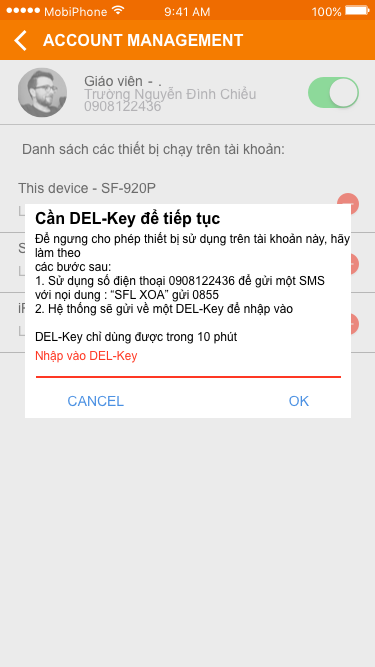 MobiPhone 9:41 AM 100%
ACCOUNT MANAGEMENT
Giáo viên - .
Trường Nguyễn Đình Chiểu
0908122436
Danh sách các thiết bị chạy trên tài khoản:
This device - SF-920P
L
Cần DEL-Key để tiếp tục
Để ngưng cho phép thiết bị sử dụng trên tài khoản này, hãy
làm theo
các bước sau:
1. Sử dụng số điện thoại 0908122436 để gửi một SMS
với nội dung : “SFL XOA” gửi 0855
2. Hệ thống sẽ gửi về một DEL-Key để nhập vào
DEL-Key chỉ dùng được trong 10 phút
Nhập vào DEL-Key
CANCEL OK